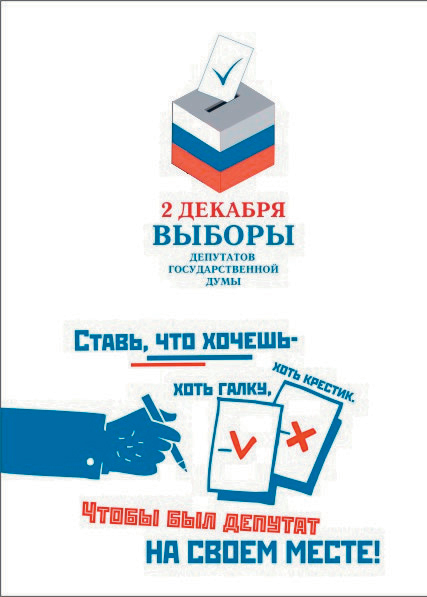 2 ДЕКАБРЯ
ВЫБОРЫ
ДЕПУТАТОВ
ГОСУДАРСТВЕННОЙ
ДУМЫ
Ставь, что хочешь-
хоть галку,
хоть крестик.
Чтобы был депутат
на своем месте!